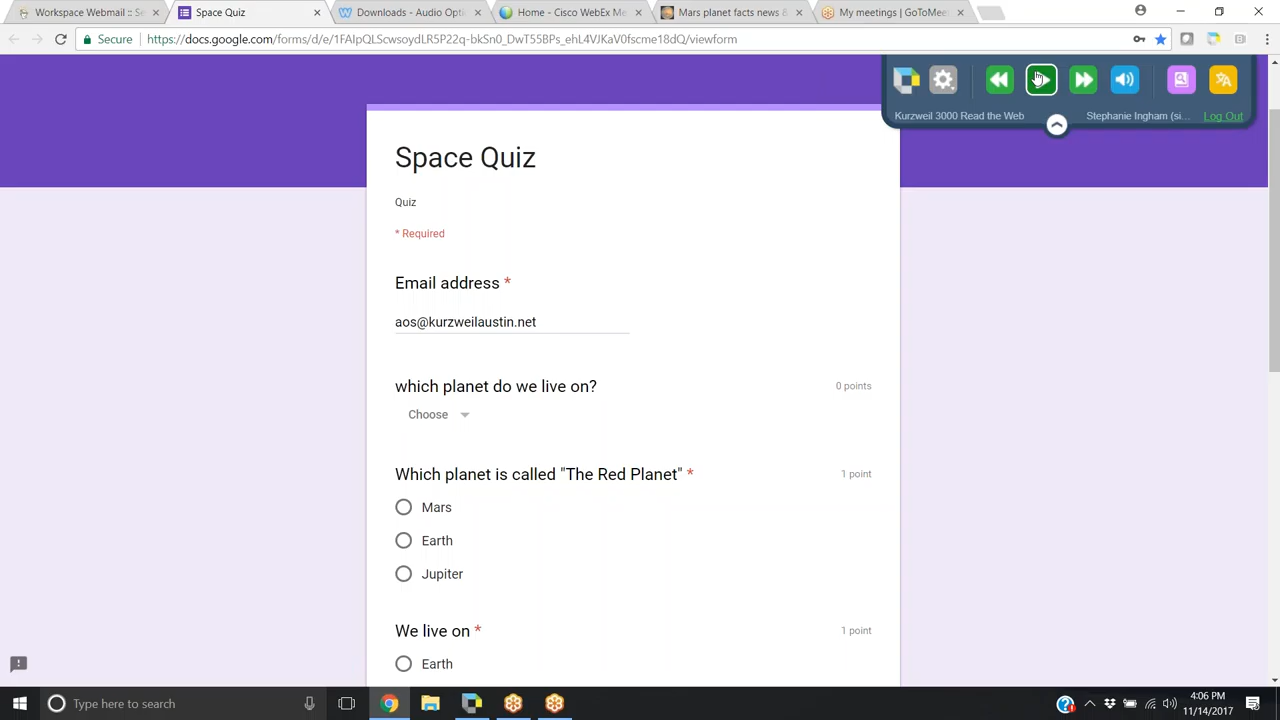 Workspace Webmail :: Se
Space Quiz
Downloads - Audio Opti
Home - Cisco WebEx Me
Mars planet facts news &
My meetings | GoToMee
Secure
https://docs.google.com/forms/d/e/1FAIpQLScwsoydLR5P22q-bkSn0_DwT55BPs_ehL4VJKaV0fscme18dQ/viewform
Kurzweil 3000 Read the Web
Stephanie Ingham (si...
Log Out
Space Quiz
Quiz
* Required
Email address *
aos@kurzweilaustin.net
which planet do we live on?
0 points
Choose
Which planet is called "The Red Planet" *
1 point
Mars
Earth
Jupiter
We live on *
1 point
Earth
Type here to search
4:06 PM
11/14/2017